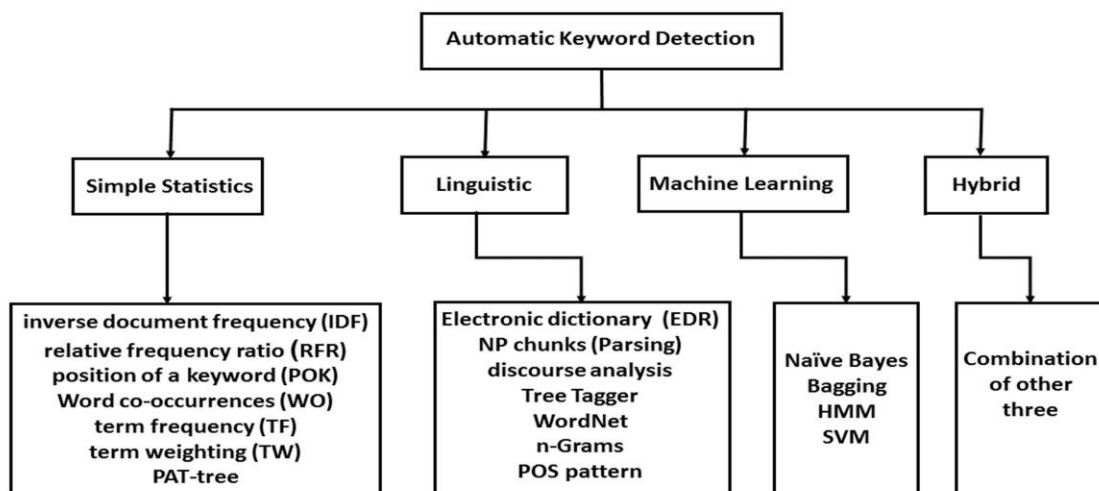 Automatic Keyword Detection
Simple Statistics
Linguistic
Machine Learning
Hybrid
inverse document frequency (IDF)
relative frequency ratio (RFR)
position of a keyword (POK)
Word co-occurrences (WO)
term frequency (TF)
term weighting (TW)
PAT-tree
Electronic dictionary (EDR)
NP chunks (Parsing)
discourse analysis
Tree Tagger
WordNet
n-Grams
POS pattern
Naïve Bayes
Bagging
HMM
SVM
Combination
of other
three